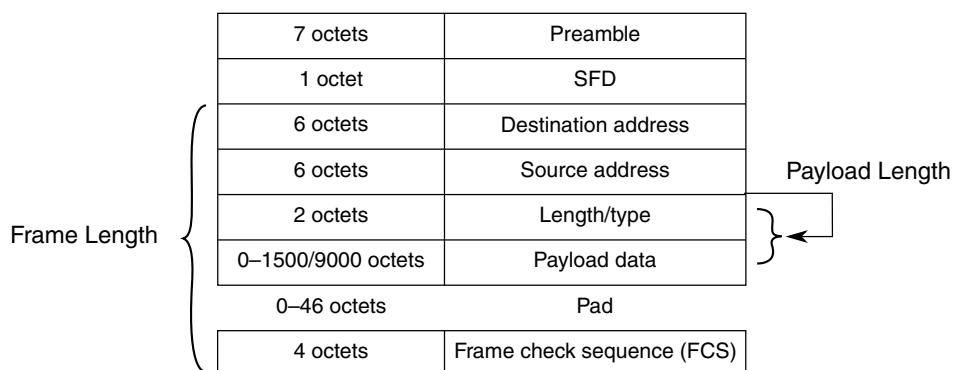 7 octets Preamble
1 octet SFD
6 octets Destination address
6 octets Source address
Payload Length
2 octets Length/type
Frame Length
0–1500/9000 octets Payload data
0–46 octets Pad
4 octets Frame check sequence (FCS)